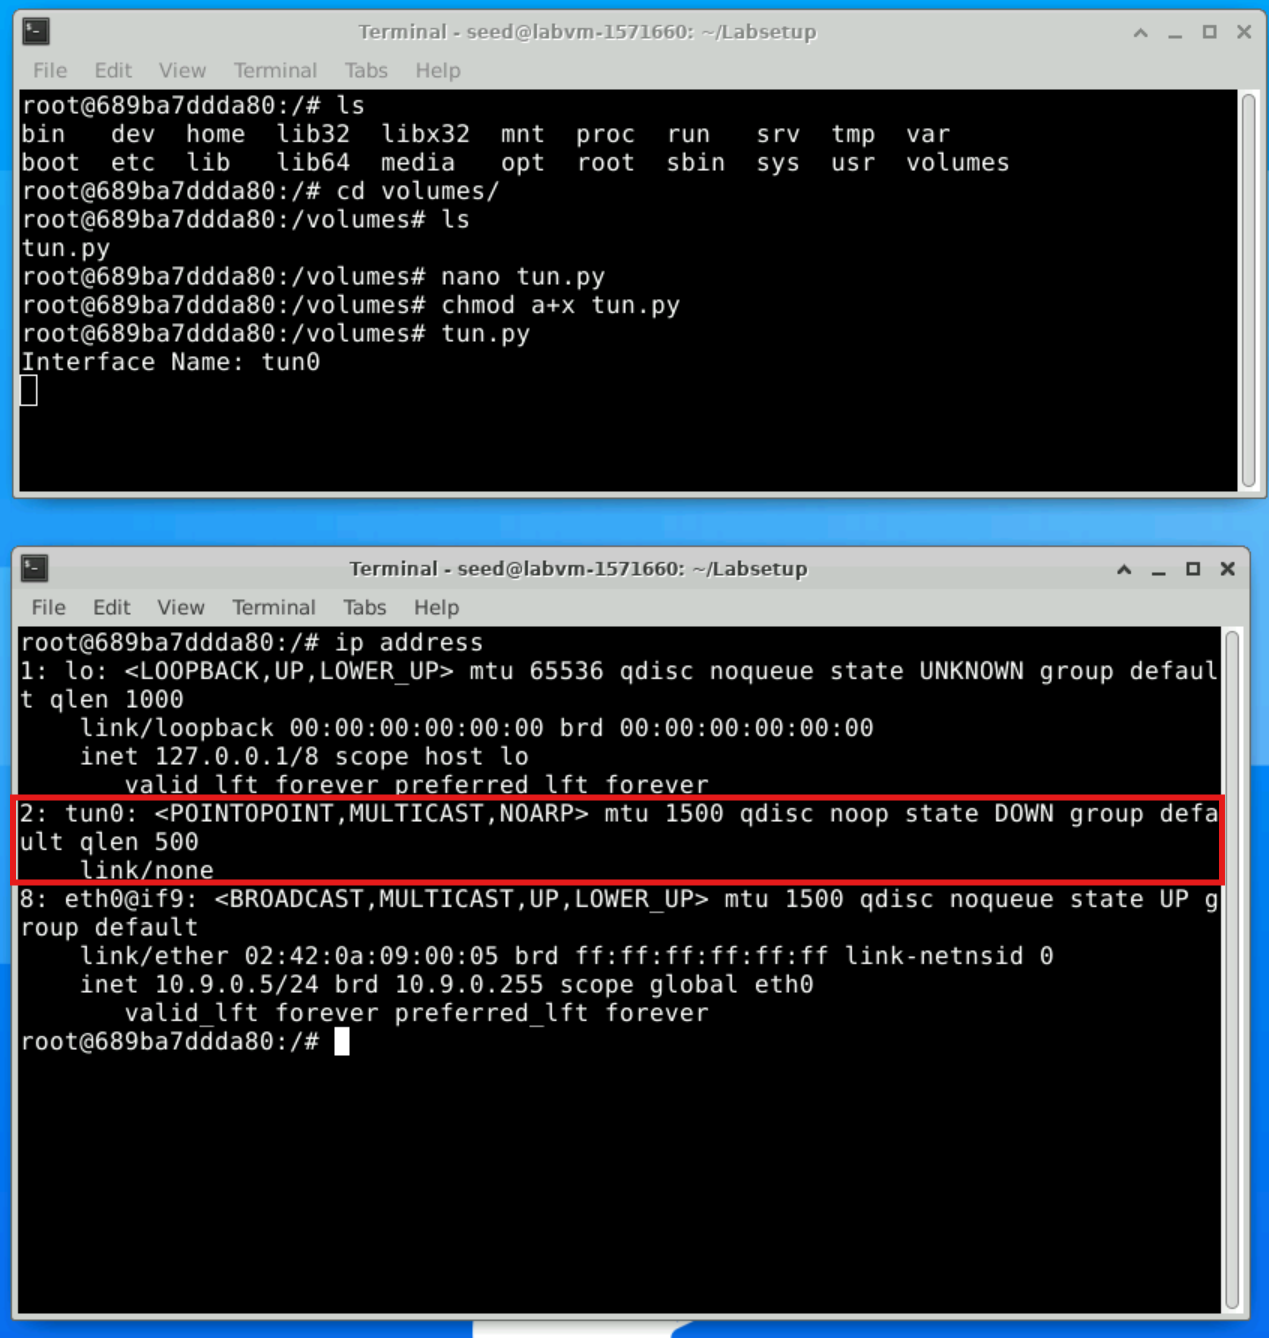 Terminal - seed@labvm-1571660: ~/Labsetup
File Edit View Terminal Tabs Help
root@689ba7ddda80:/# ls
bin   dev  home  lib32  libx32  mnt  proc  run   srv  tmp  var
boot  etc  lib   lib64  media   opt  root  sbin  sys  usr  volumes
root@689ba7ddda80:/# cd volumes/
root@689ba7ddda80:/volumes# ls
tun.py
root@689ba7ddda80:/volumes# nano tun.py
root@689ba7ddda80:/volumes# chmod a+x tun.py
root@689ba7ddda80:/volumes# tun.py
Interface Name: tun0
Terminal - seed@labvm-1571660: ~/Labsetup
File Edit View Terminal Tabs Help
root@689ba7ddda80:/# ip address
1: lo: <LOOPBACK,UP,LOWER_UP> mtu 65536 qdisc noqueue state UNKNOWN group defaul
t qlen 1000
    link/loopback 00:00:00:00:00:00 brd 00:00:00:00:00:00
    inet 127.0.0.1/8 scope host lo
       valid_lft forever preferred_lft forever
2: tun0: <POINTOPOINT,MULTICAST,NOARP> mtu 1500 qdisc noop state DOWN group defa
ult qlen 500
    link/none
8: eth0@if9: <BROADCAST,MULTICAST,UP,LOWER_UP> mtu 1500 qdisc noqueue state UP g
roup default
    link/ether 02:42:0a:09:00:05 brd ff:ff:ff:ff:ff:ff link-netnsid 0
    inet 10.9.0.5/24 brd 10.9.0.255 scope global eth0
       valid_lft forever preferred_lft forever
root@689ba7ddda80:/#